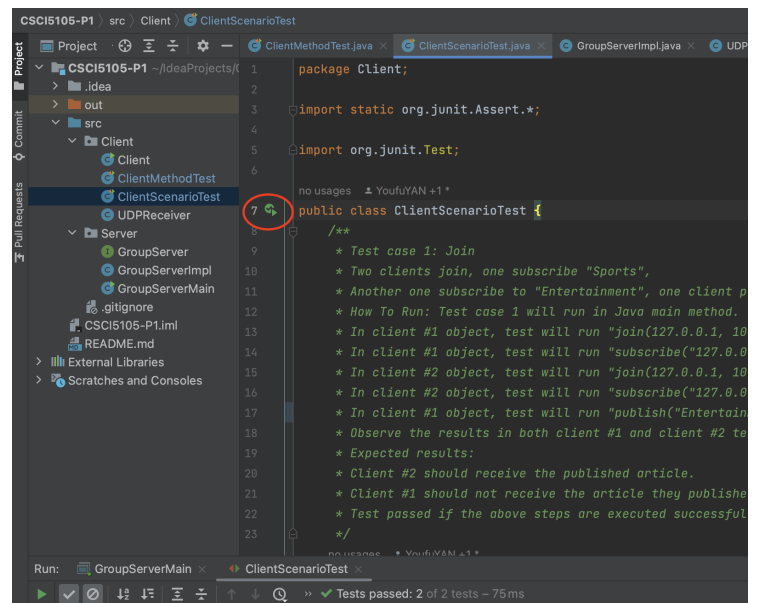 CSCI5105-P1 src Client ClientScenarioTest
Project
Commit
Pull Requests
Project
CSCI5105-P1 ~/IdeaProjects/
.idea
out
src
Client
Client
ClientMethodTest
ClientScenarioTest
UDPReceiver
Server
GroupServer
GroupServerImpl
GroupServerMain
.gitignore
CSCI5105-P1.iml
README.md
External Libraries
Scratches and Consoles
ClientMethodTest.java ClientScenarioTest.java GroupServerImpl.java UDP
1 package Client;
2
3 import static org.junit.Assert.*;
4
5 import org.junit.Test;
6
no usages YoufuYAN +1 *
7 public class ClientScenarioTest {
8 /**
9 * Test case 1: Join
10 * Two clients join, one subscribe "Sports",
11 * Another one subscribe to "Entertainment", one client p
12 * How To Run: Test case 1 will run in Java main method.
13 * In client #1 object, test will run "join(127.0.0.1, 10
14 * In client #1 object, test will run "subscribe("127.0.0
15 * In client #2 object, test will run "join(127.0.0.1, 10
16 * In client #2 object, test will run "subscribe("127.0.0
17 * In client #1 object, test will run "publish("Entertain
18 * Observe the results in both client #1 and client #2 te
19 * Expected results:
20 * Client #2 should receive the published article.
21 * Client #1 should not receive the article they publishe
22 * Test passed if the above steps are executed successful
23 */
no usages YoufuYAN +1 *
Run: GroupServerMain ClientScenarioTest
Tests passed: 2 of 2 tests – 75 ms